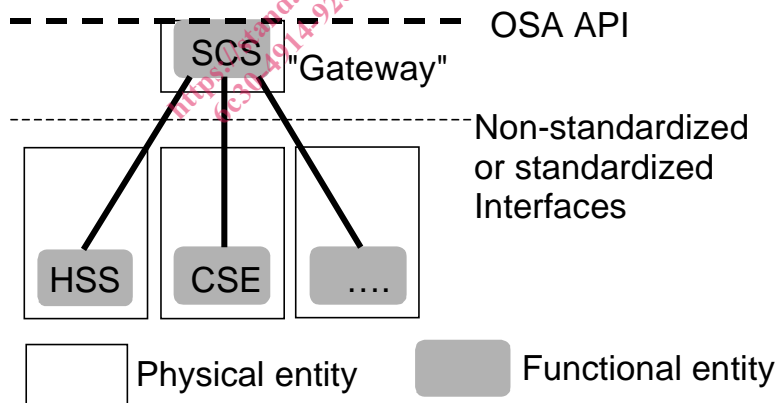 OSA API
SCS
"Gateway"
Non-standardized
or standardized
Interfaces
HSS
CSE
....
Physical entity
Functional entity